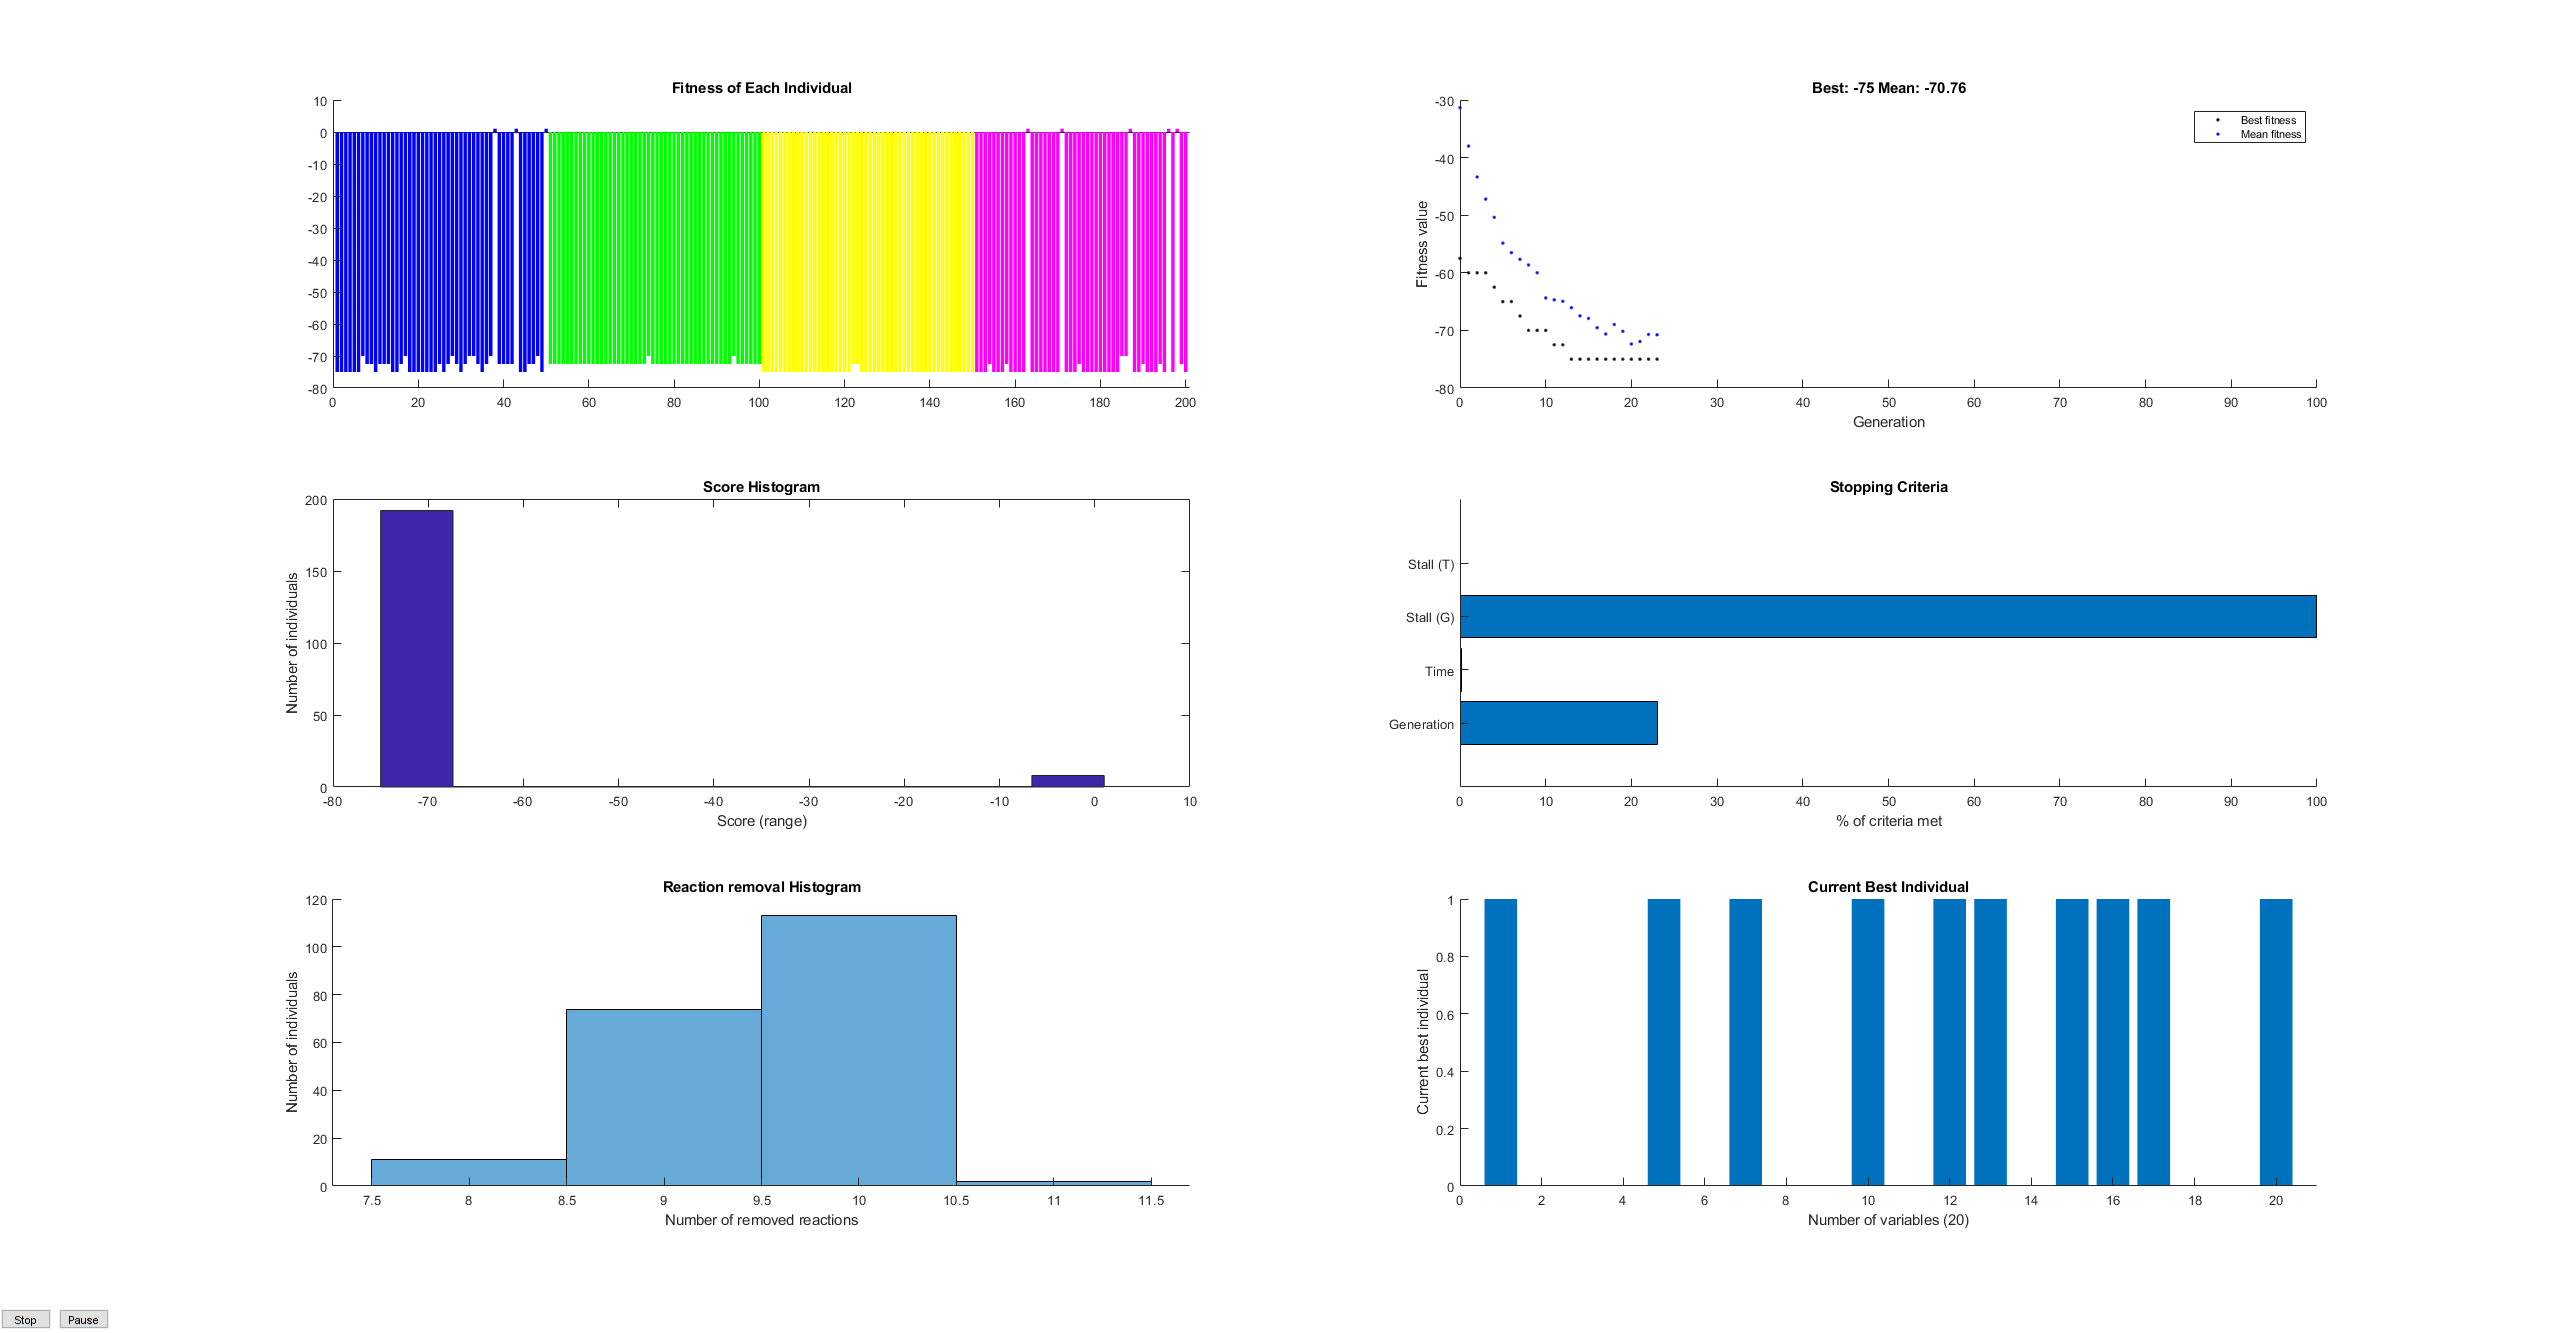 Fitness of Each Individual
10
0
-10
-20
-30
-40
-50
-60
-70
-80
0 20 40 60 80 100 120 140 160 180 200
Best: -75 Mean: -70.76
Best fitness
Mean fitness
Fitness value
-30
-40
-50
-60
-70
-80
0 10 20 30 40 50 60 70 80 90 100
Generation
Score Histogram
Number of individuals
200
150
100
50
0
-80 -70 -60 -50 -40 -30 -20 -10 0 10
Score (range)
Stopping Criteria
Stall (T)
Stall (G)
Time
Generation
0 10 20 30 40 50 60 70 80 90 100
% of criteria met
Reaction removal Histogram
Number of individuals
120
100
80
60
40
20
0
7.5 8 8.5 9 9.5 10 10.5 11 11.5
Number of removed reactions
Current Best Individual
Current best individual
1
0.8
0.6
0.4
0.2
0
0 2 4 6 8 10 12 14 16 18 20
Number of variables (20)
Stop Pause